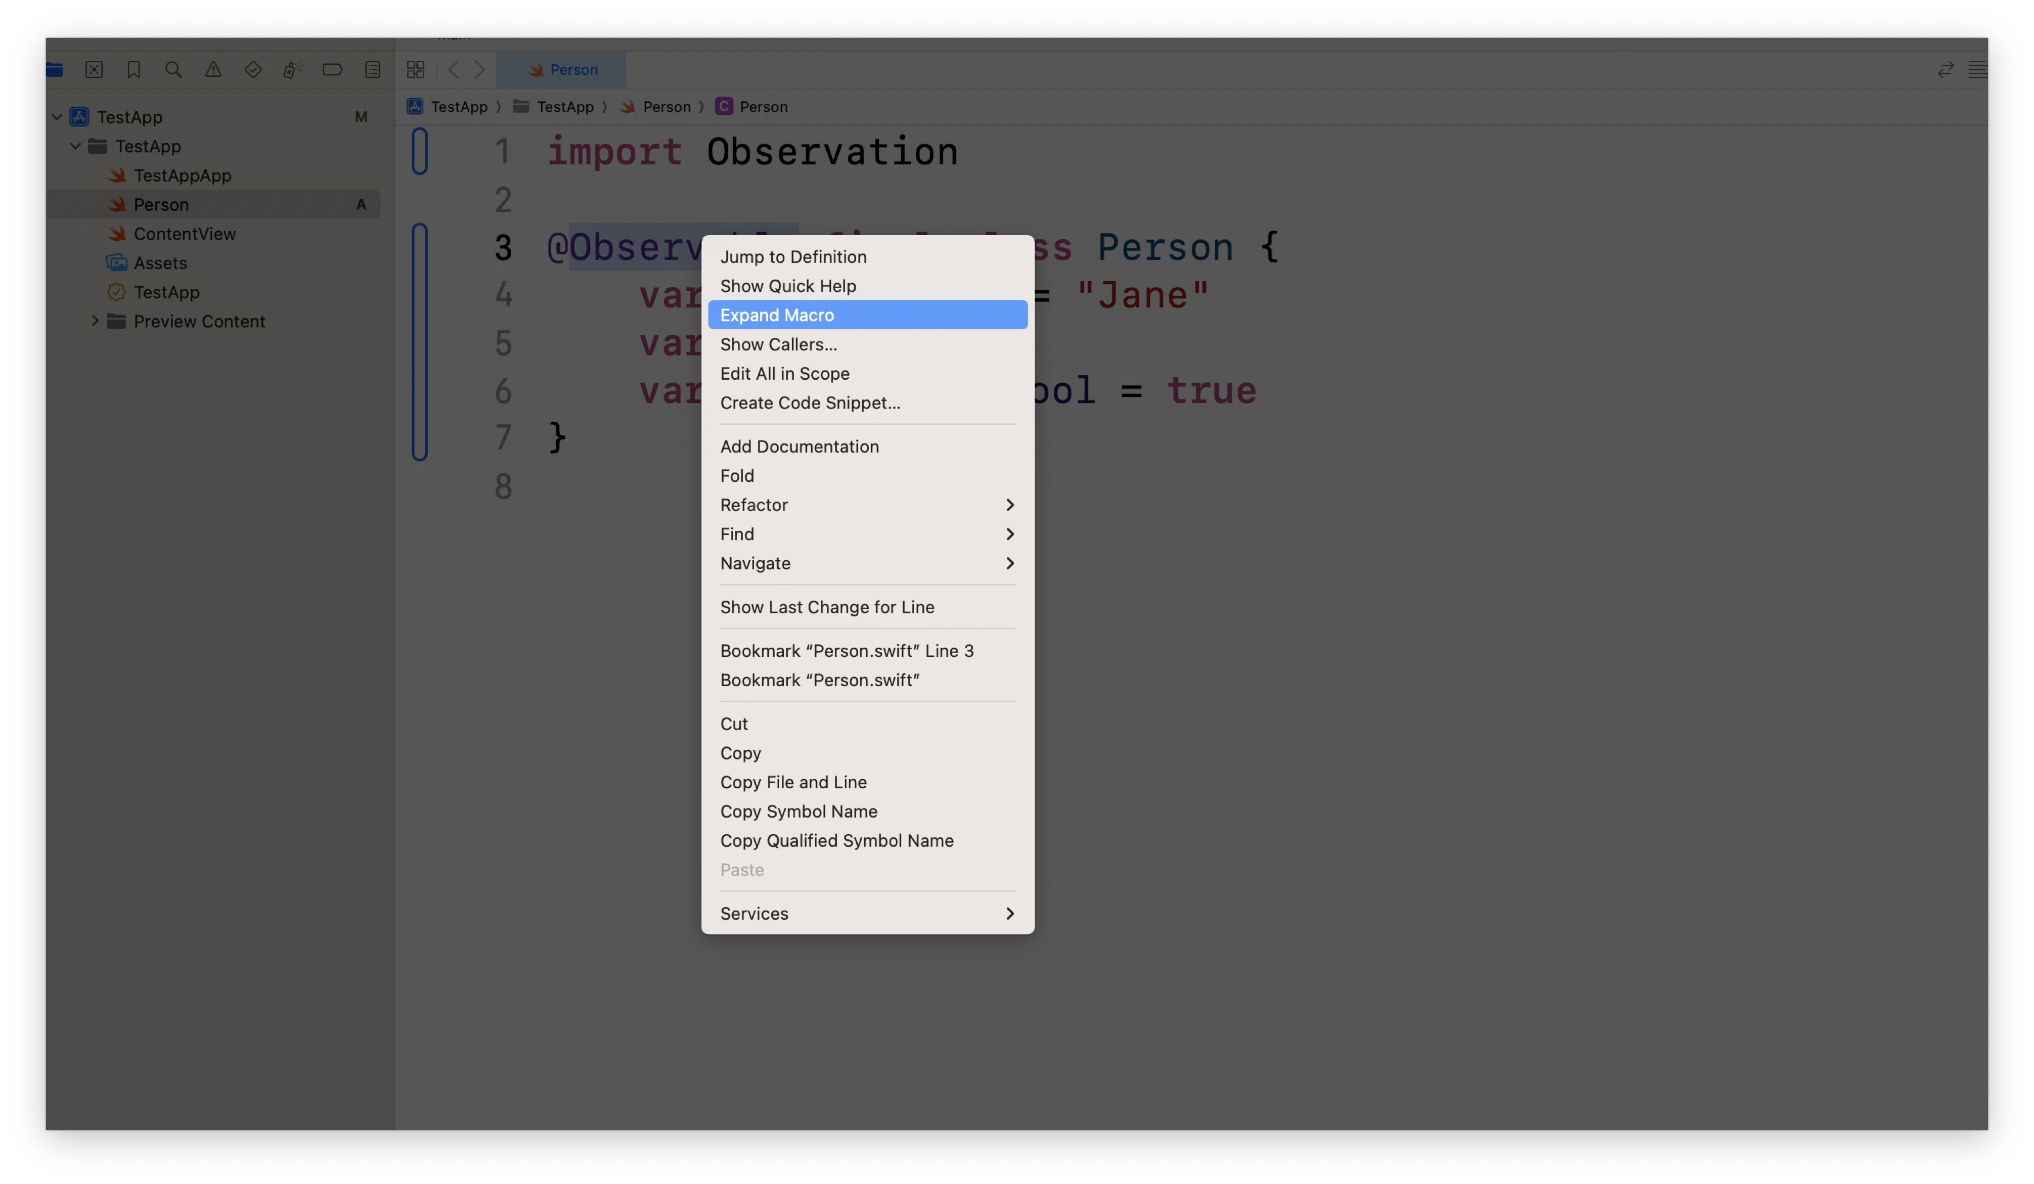 Person
TestApp TestApp Person C Person
TestApp M
TestApp
TestAppApp
Person A
ContentView
Assets
TestApp
Preview Content
1 import Observation
2
3 @Observ ss Person {
4 var = "Jane"
5 var
6 var ool = true
7 }
8
Jump to Definition
Show Quick Help
Expand Macro
Show Callers...
Edit All in Scope
Create Code Snippet...
Add Documentation
Fold
Refactor
Find
Navigate
Show Last Change for Line
Bookmark “Person.swift” Line 3
Bookmark “Person.swift”
Cut
Copy
Copy File and Line
Copy Symbol Name
Copy Qualified Symbol Name
Paste
Services